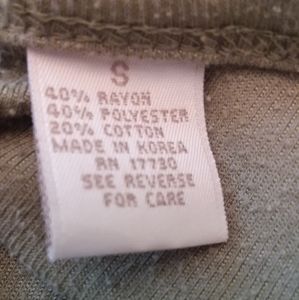 S
40% RAYON
40% POLYESTER
20% COTTON
MADE IN KOREA
RN 17730
SEE REVERSE
FOR CARE